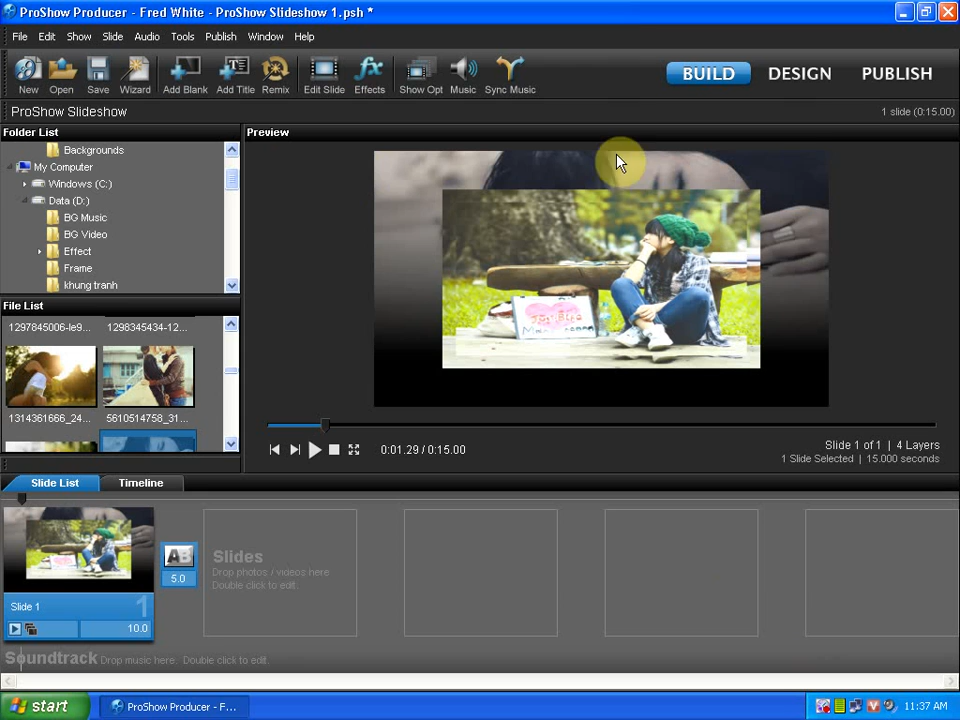 ProShow Producer - Fred White - ProShow Slideshow 1.psh *
File Edit Show Slide Audio Tools Publish Window Help
New Open Save Wizard Add Blank Add Title Remix Edit Slide Effects Show Opt Music Sync Music
BUILD DESIGN PUBLISH
ProShow Slideshow
1 slide (0:15.00)
Folder List
Preview
Backgrounds
My Computer
Windows (C:)
Data (D:)
BG Music
BG Video
Effect
Frame
khung tranh
File List
1297845006-le9... 1298345434-12...
1314361666_24... 5610514758_31...
0:01.29 / 0:15.00
Slide 1 of 1 | 4 Layers
1 Slide Selected | 15.000 seconds
Slide List Timeline
AB
5.0
Slides
Drop photos / videos here.
Double click to edit.
Slide 1
1
10.0
Soundtrack Drop music here. Double click to edit.
start
ProShow Producer - F...
11:37 AM